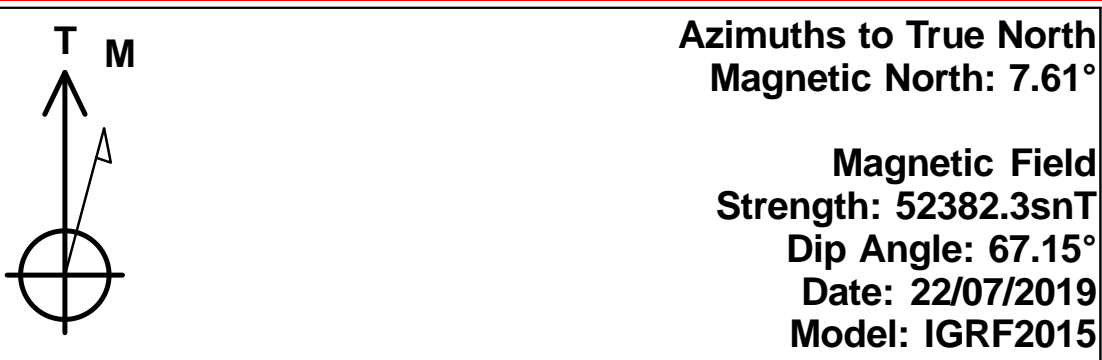 T M
Azimuths to True North
Magnetic North: 7.61°
Magnetic Field
Strength: 52382.3snT
Dip Angle: 67.15°
Date: 22/07/2019
Model: IGRF2015